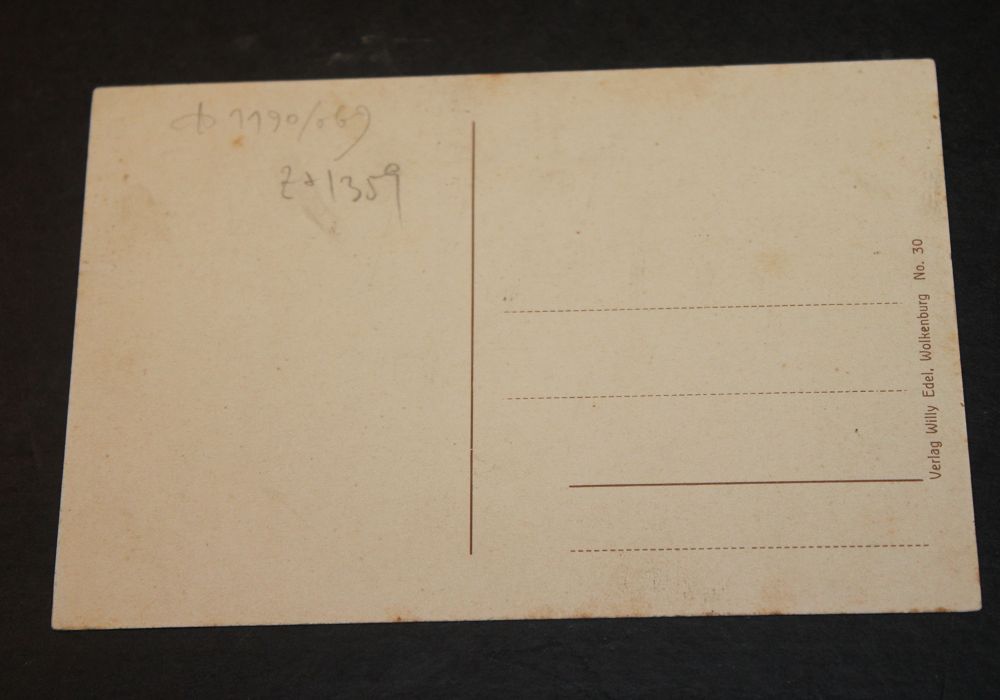 1190/069
Z+ 1359
Verlag Willy Edel, Wolkenburg No. 30